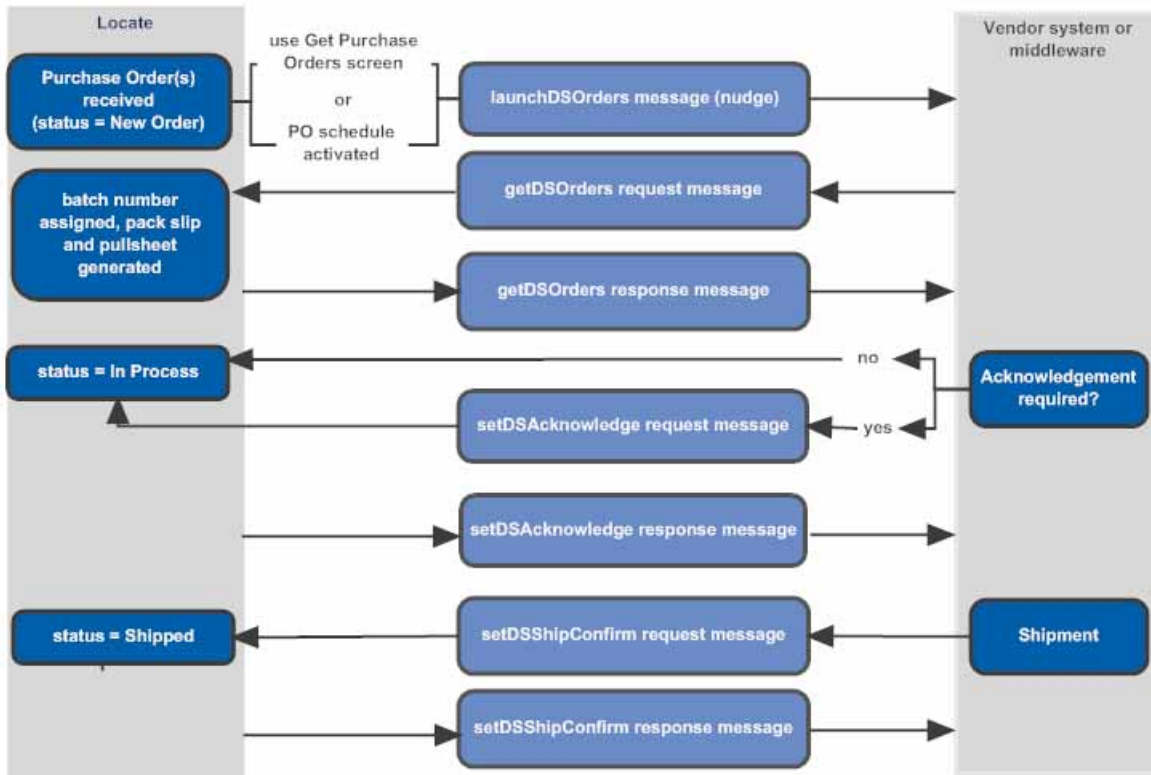 Locate
Vendor system or
middleware
use Get Purchase
Orders screen
or
PO schedule
activated
Purchase Order(s)
received
(status = New Order)
launchDSOrders message (nudge)
batch number
assigned, pack slip
and pullsheet
generated
getDSOrders request message
getDSOrders response message
status = In Process
no
Acknowledgement
required?
setDSAcknowledge request message
yes
setDSAcknowledge response message
status = Shipped
setDSShipConfirm request message
Shipment
setDSShipConfirm response message